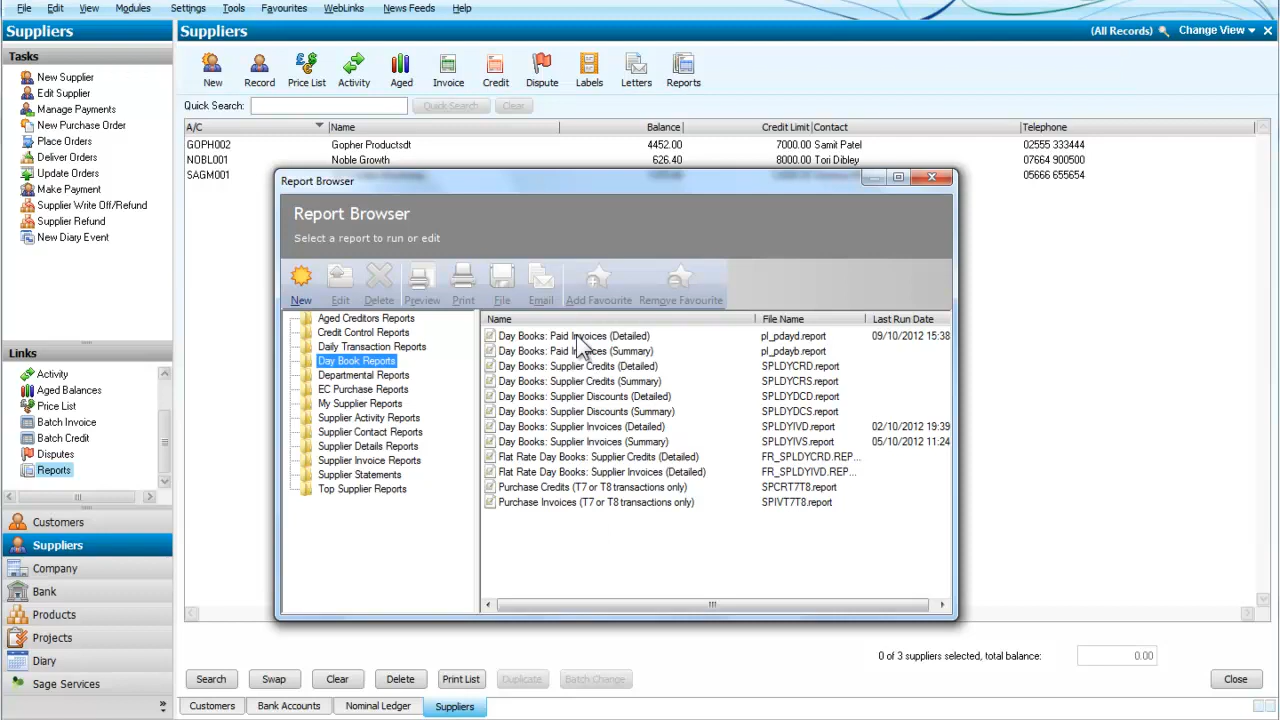 File Edit View Modules Settings Tools Favourites WebLinks News Feeds Help
Suppliers
Suppliers
(All Records) Change View
Tasks
New Supplier
Edit Supplier
Manage Payments
New Purchase Order
Place Orders
Deliver Orders
Update Orders
Make Payment
Supplier Write Off/Refund
Supplier Refund
New Diary Event
New Record Price List Activity Aged Invoice Credit Dispute Labels Letters Reports
Quick Search: Quick Search Clear
A/C Name Balance Credit Limit Contact Telephone
GOPH002 Gopher Productsdt 4452.00 7000.00 Samit Patel 02555 333444
NOBL001 Noble Growth 626.40 8000.00 Tori Dibley 07664 900500
SAGM001 05666 655654
Report Browser
Report Browser
Select a report to run or edit
New Edit Delete Preview Print File Email Add Favourite Remove Favourite
Aged Creditors Reports
Credit Control Reports
Daily Transaction Reports
Day Book Reports
Departmental Reports
EC Purchase Reports
My Supplier Reports
Supplier Activity Reports
Supplier Contact Reports
Supplier Details Reports
Supplier Invoice Reports
Supplier Statements
Top Supplier Reports
Name File Name Last Run Date
Day Books: Paid Invoices (Detailed) pl_pdayd.report 09/10/2012 15:38
Day Books: Paid Invoices (Summary) pl_pdayb.report
Day Books: Supplier Credits (Detailed) SPLDYCRD.report
Day Books: Supplier Credits (Summary) SPLDYCRS.report
Day Books: Supplier Discounts (Detailed) SPLDYDCD.report
Day Books: Supplier Discounts (Summary) SPLDYDCS.report
Day Books: Supplier Invoices (Detailed) SPLDYIVD.report 02/10/2012 19:39
Day Books: Supplier Invoices (Summary) SPLDYIVS.report 05/10/2012 11:24
Flat Rate Day Books: Supplier Credits (Detailed) FR_SPLDYCRD.REP...
Flat Rate Day Books: Supplier Invoices (Detailed) FR_SPLDYIVD.REP...
Purchase Credits (T7 or T8 transactions only) SPCRT7T8.report
Purchase Invoices (T7 or T8 transactions only) SPIVT7T8.report
Links
Activity
Aged Balances
Price List
Batch Invoice
Batch Credit
Disputes
Reports
Customers
Suppliers
Company
Bank
Products
Projects
Diary
Sage Services
0 of 3 suppliers selected, total balance: 0.00
Search Swap Clear Delete Print List Duplicate Batch Change Close
Customers Bank Accounts Nominal Ledger Suppliers